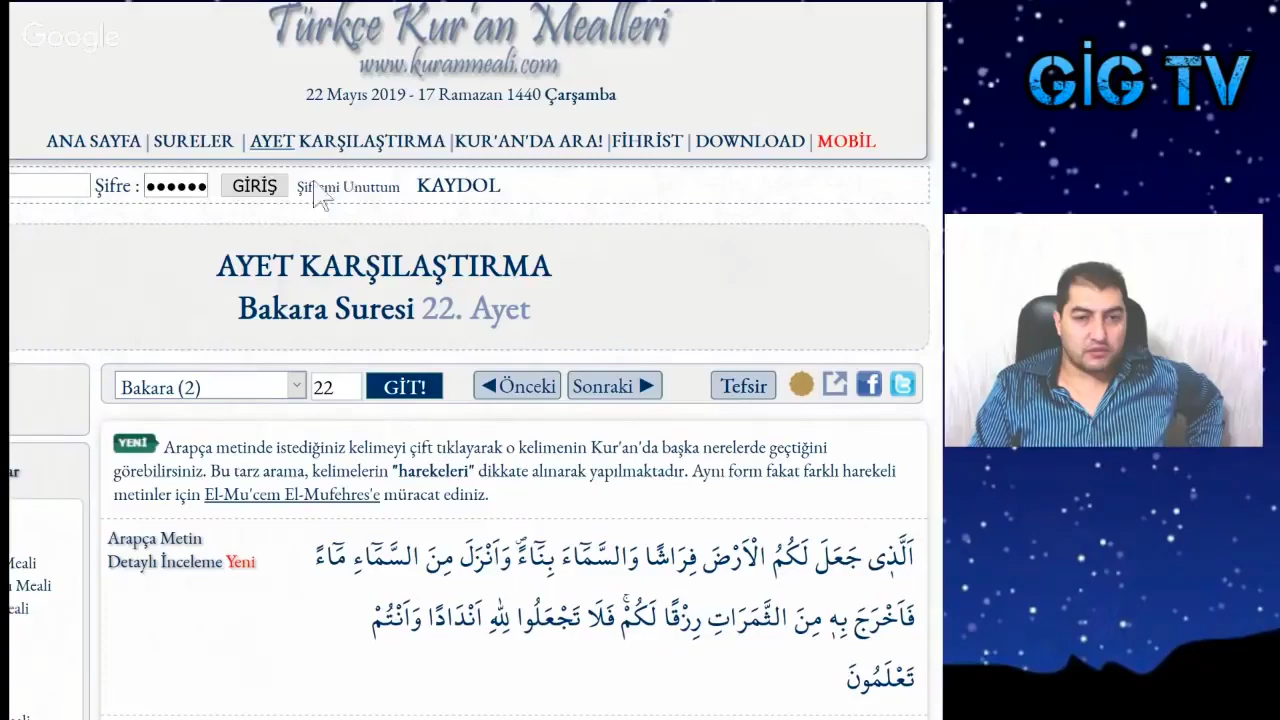 Google
Türkçe Kur'an Mealleri
www.kuranmeali.com
22 Mayıs 2019 - 17 Ramazan 1440 Çarşamba
ANA SAYFA | SURELER | AYET KARŞILAŞTIRMA |KUR'AN'DA ARA! |FİHRİST | DOWNLOAD | MOBİL
Şifre : ●●●●●● GİRİŞ Unuttum KAYDOL
AYET KARŞILAŞTIRMA
Bakara Suresi 22. Ayet
Bakara (2) 22 GİT! ◀Önceki Sonraki ▶ Tefsir
YENİ Arapça metinde istediğiniz kelimeyi çift tıklayarak o kelimenin Kur'an'da başka nerelerde geçtiğini
görebilirsiniz. Bu tarz arama, kelimelerin "harekeleri" dikkate alınarak yapılmaktadır. Aynı form fakat farklı harekeli
metinler için El-Mu'cem El-Mufehres'e müracat ediniz.
Arapça Metin
Detaylı İnceleme Yeni
اَلَّذ۪ي جَعَلَ لَكُمُ الْاَرْضَ فِرَاشًا وَالسَّمَٓاءَ بِنَٓاءًۖ وَاَنْزَلَ مِنَ السَّمَٓاءِ مَٓاءً
فَاَخْرَجَ بِه۪ مِنَ الثَّمَرَاتِ رِزْقًا لَكُمْۚ فَلَا تَجْعَلُوا لِلّٰهِ اَنْدَادًا وَاَنْتُمْ
تَعْلَمُونَ
ar
Meali
Meali
eali
ali
GİG TV